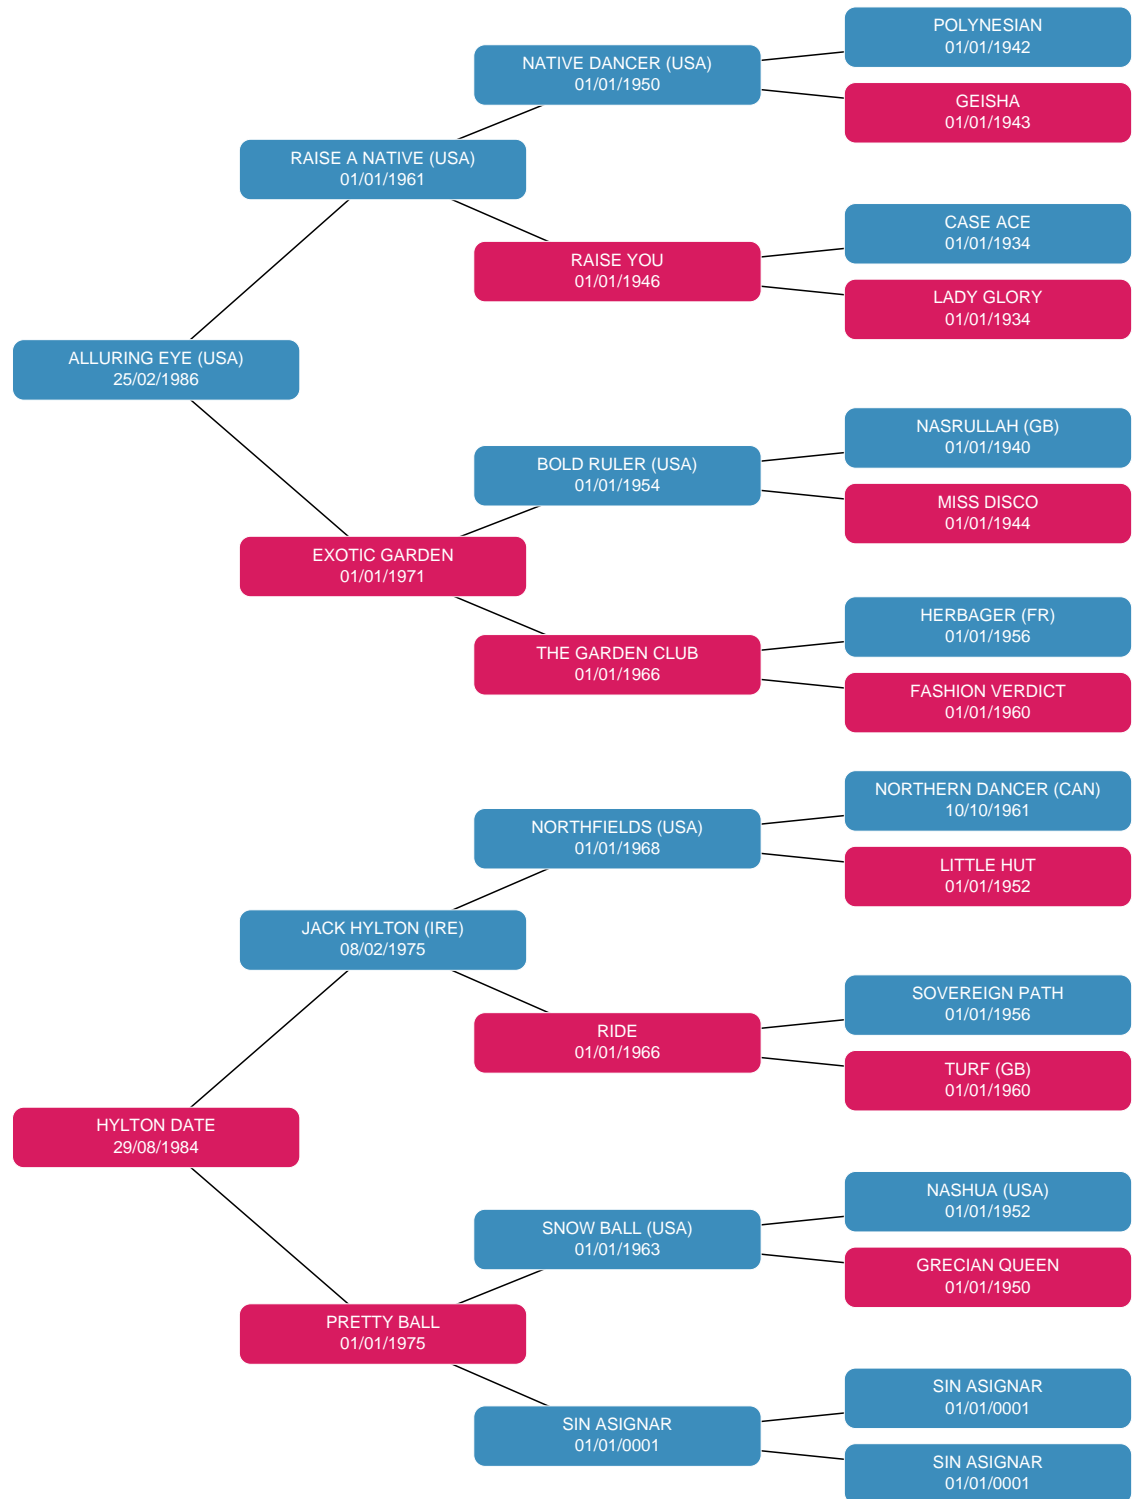 POLYNESIAN
01/01/1942
NATIVE DANCER (USA)
01/01/1950
GEISHA
01/01/1943
RAISE A NATIVE (USA)
01/01/1961
CASE ACE
01/01/1934
RAISE YOU
01/01/1946
LADY GLORY
01/01/1934
ALLURING EYE (USA)
25/02/1986
NASRULLAH (GB)
01/01/1940
BOLD RULER (USA)
01/01/1954
MISS DISCO
01/01/1944
EXOTIC GARDEN
01/01/1971
HERBAGER (FR)
01/01/1956
THE GARDEN CLUB
01/01/1966
FASHION VERDICT
01/01/1960
NORTHERN DANCER (CAN)
10/10/1961
NORTHFIELDS (USA)
01/01/1968
LITTLE HUT
01/01/1952
JACK HYLTON (IRE)
08/02/1975
SOVEREIGN PATH
01/01/1956
RIDE
01/01/1966
TURF (GB)
01/01/1960
HYLTON DATE
29/08/1984
NASHUA (USA)
01/01/1952
SNOW BALL (USA)
01/01/1963
GRECIAN QUEEN
01/01/1950
PRETTY BALL
01/01/1975
SIN ASIGNAR
01/01/0001
SIN ASIGNAR
01/01/0001
SIN ASIGNAR
01/01/0001